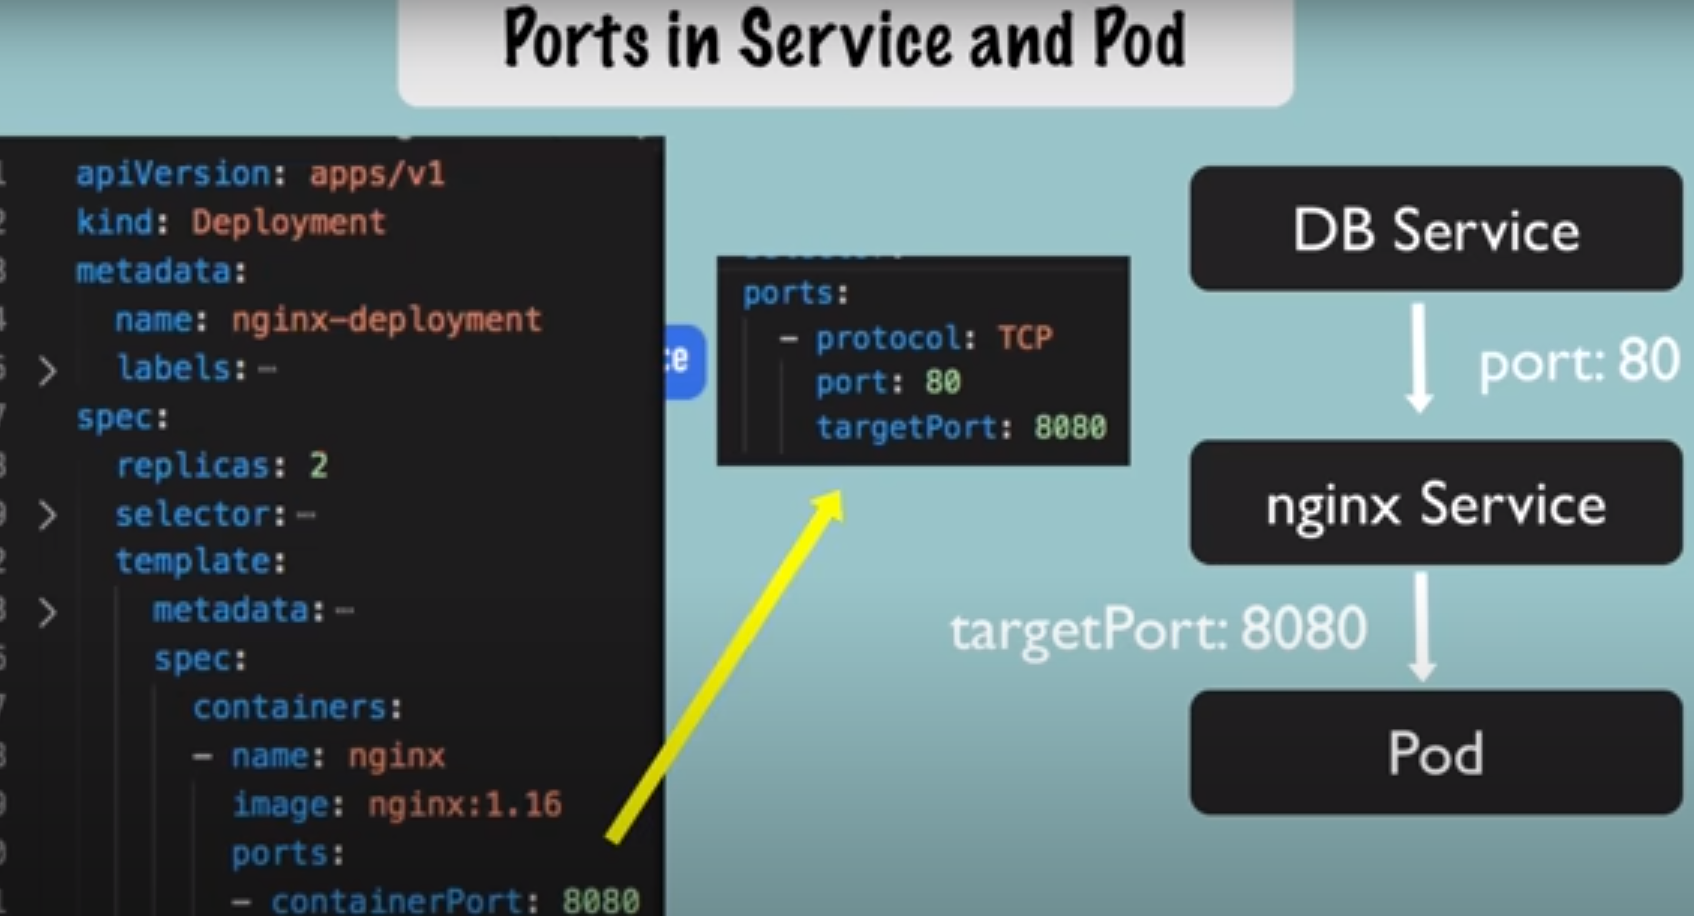 Ports in Service and Pod
apiVersion: apps/v1
kind: Deployment
metadata:
name: nginx-deployment
labels:
spec:
replicas: 2
selector:
template:
metadata:
spec:
containers:
- name: nginx
image: nginx:1.16
ports:
- containerPort: 8080
ports:
- protocol: TCP
port: 80
targetPort: 8080
DB Service
port: 80
nginx Service
targetPort: 8080
Pod